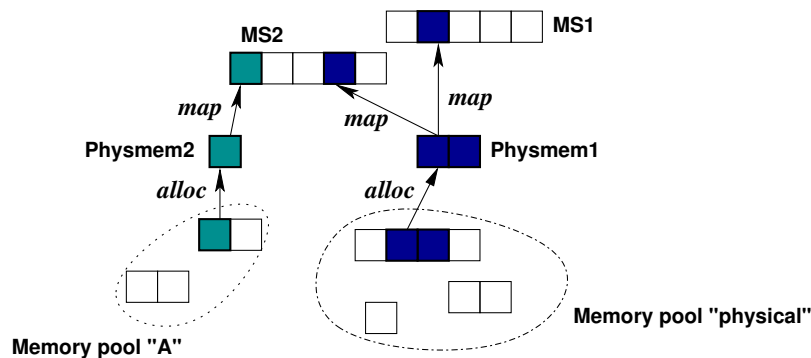 MS2
MS1
map
map
map
Physmem2
Physmem1
alloc
alloc
Memory pool "physical"
Memory pool "A"